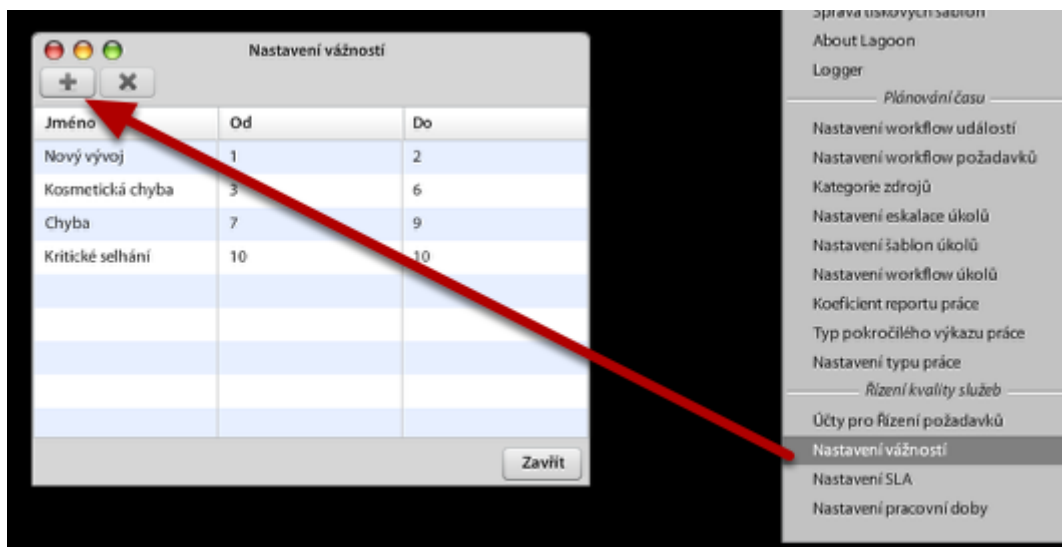 Nastavení vážností
Jméno Od Do
Nový vývoj 1 2
Kosmetická chyba 3 6
Chyba 7 9
Kritické selhání 10 10
Zavřít
Správa tiskových šablon
About Lagoon
Logger
Plánování času
Nastavení workflow událostí
Nastavení workflow požadavků
Kategorie zdrojů
Nastavení eskalace úkolů
Nastavení šablon úkolů
Nastavení workflow úkolů
Koeficient reportu práce
Typ pokročilého výkazu práce
Nastavení typu práce
Řízení kvality služeb
Účty pro Řízení požadavků
Nastavení vážností
Nastavení SLA
Nastavení pracovní doby